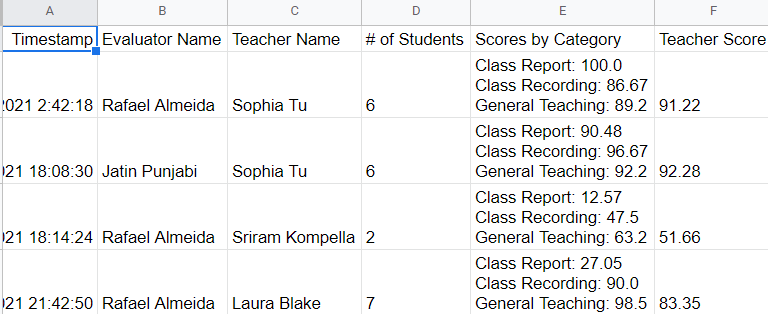 A B C D E F
Timestamp Evaluator Name Teacher Name # of Students Scores by Category Teacher Score
Class Report: 100.0
Class Recording: 86.67
2021 2:42:18 Rafael Almeida Sophia Tu 6 General Teaching: 89.2 91.22
Class Report: 90.48
Class Recording: 96.67
021 18:08:30 Jatin Punjabi Sophia Tu 6 General Teaching: 92.2 92.28
Class Report: 12.57
Class Recording: 47.5
021 18:14:24 Rafael Almeida Sriram Kompella 2 General Teaching: 63.2 51.66
Class Report: 27.05
Class Recording: 90.0
021 21:42:50 Rafael Almeida Laura Blake 7 General Teaching: 98.5 83.35